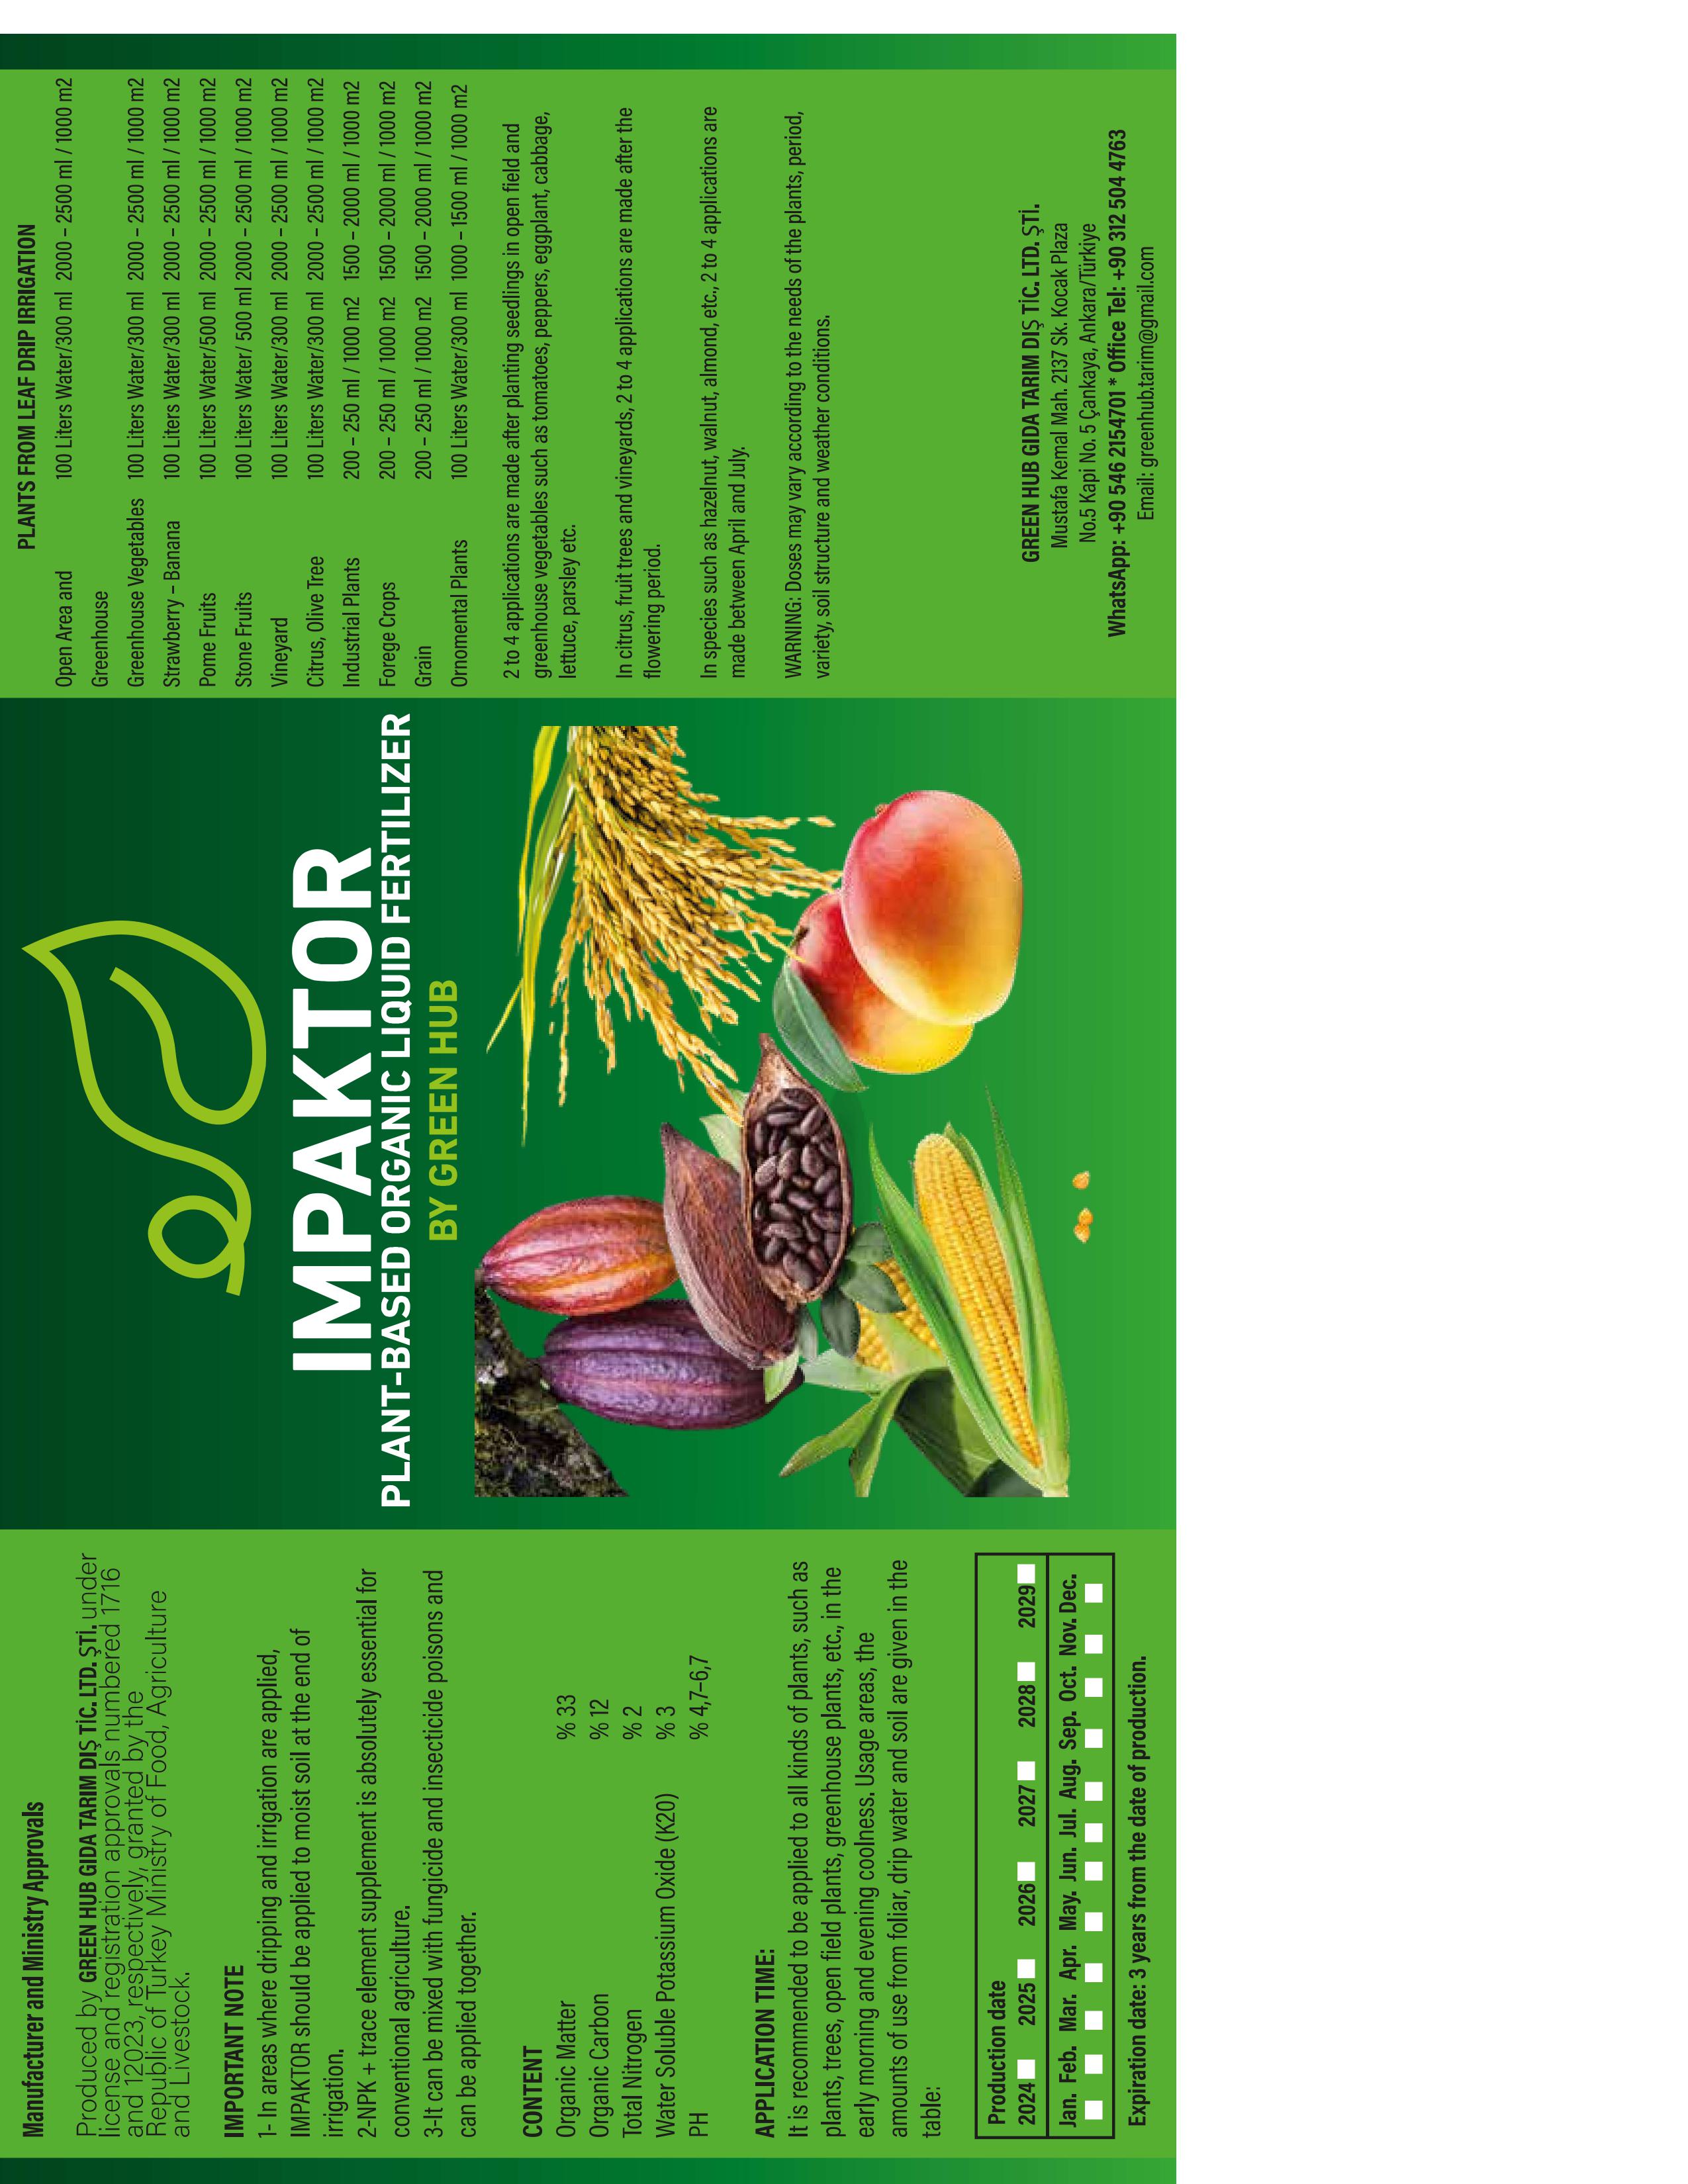 Manufacturer and Ministry Approvals
Produced by GREEN HUB GIDA TARIM DIŞ TİC. LTD. ŞTİ. under
license and registration approvals numbered 1716
and 12023, respectively, granted by the
Republic of Turkey Ministry of Food, Agriculture
and Livestock.
IMPORTANT NOTE
1- In areas where dripping and irrigation are applied,
IMPAKTOR should be applied to moist soil at the end of
irrigation.
2-NPK + trace element supplement is absolutely essential for
conventional agriculture.
3-It can be mixed with fungicide and insecticide poisons and
can be applied together.
CONTENT
Organic Matter % 33
Organic Carbon % 12
Total Nitrogen % 2
Water Soluble Potassium Oxide (K20) % 3
PH % 4,7–6,7
APPLICATION TIME:
It is recommended to be applied to all kinds of plants, such as
plants, trees, open field plants, greenhouse plants, etc., in the
early morning and evening coolness. Usage areas, the
amounts of use from foliar, drip water and soil are given in the
table:
Production date
2024 2025 2026 2027 2028 2029
Jan. Feb. Mar. Apr. May. Jun. Jul. Aug. Sep. Oct. Nov. Dec.
Expiration date: 3 years from the date of production.
IMPAKTOR
PLANT-BASED ORGANIC LIQUID FERTILIZER
BY GREEN HUB
PLANTS FROM LEAF DRIP IRRIGATION
Open Area and 100 Liters Water/300 ml 2000 – 2500 ml / 1000 m2
Greenhouse
Greenhouse Vegetables 100 Liters Water/300 ml 2000 – 2500 ml / 1000 m2
Strawberry – Banana 100 Liters Water/300 ml 2000 – 2500 ml / 1000 m2
Pome Fruits 100 Liters Water/500 ml 2000 – 2500 ml / 1000 m2
Stone Fruits 100 Liters Water/ 500 ml 2000 – 2500 ml / 1000 m2
Vineyard 100 Liters Water/300 ml 2000 – 2500 ml / 1000 m2
Citrus, Olive Tree 100 Liters Water/300 ml 2000 – 2500 ml / 1000 m2
Industrial Plants 200 – 250 ml / 1000 m2 1500 – 2000 ml / 1000 m2
Forege Crops 200 – 250 ml / 1000 m2 1500 – 2000 ml / 1000 m2
Grain 200 – 250 ml / 1000 m2 1500 – 2000 ml / 1000 m2
Ornomental Plants 100 Liters Water/300 ml 1000 – 1500 ml / 1000 m2
2 to 4 applications are made after planting seedlings in open field and
greenhouse vegetables such as tomatoes, peppers, eggplant, cabbage,
lettuce, parsley etc.
In citrus, fruit trees and vineyards, 2 to 4 applications are made after the
flowering period.
In species such as hazelnut, walnut, almond, etc., 2 to 4 applications are
made between April and July.
WARNING: Doses may vary according to the needs of the plants, period,
variety, soil structure and weather conditions.
GREEN HUB GIDA TARIM DIŞ TİC. LTD. ŞTİ.
Mustafa Kemal Mah. 2137 Sk. Kocak Plaza
No.5 Kapi No. 5 Çankaya, Ankara/Türkiye
WhatsApp: +90 546 2154701 * Office Tel: +90 312 504 4763
Email: greenhub.tarim@gmail.com